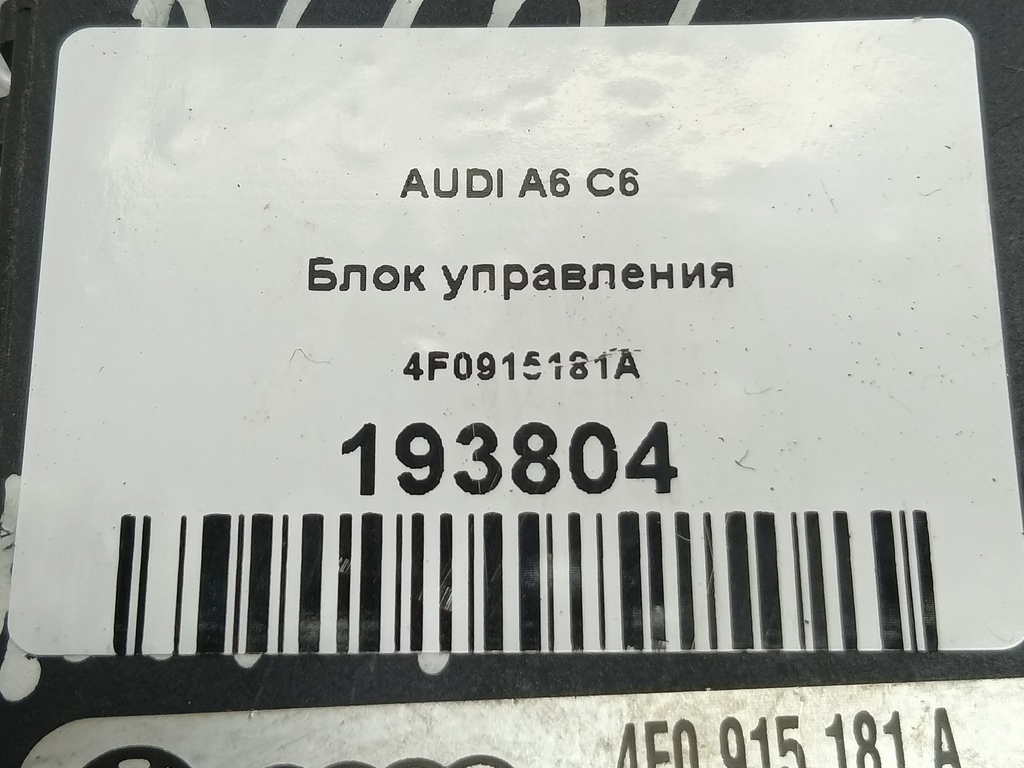 AUDI A6 C6
Блок управления
4F0915181A
193804
4F0 915 181 A